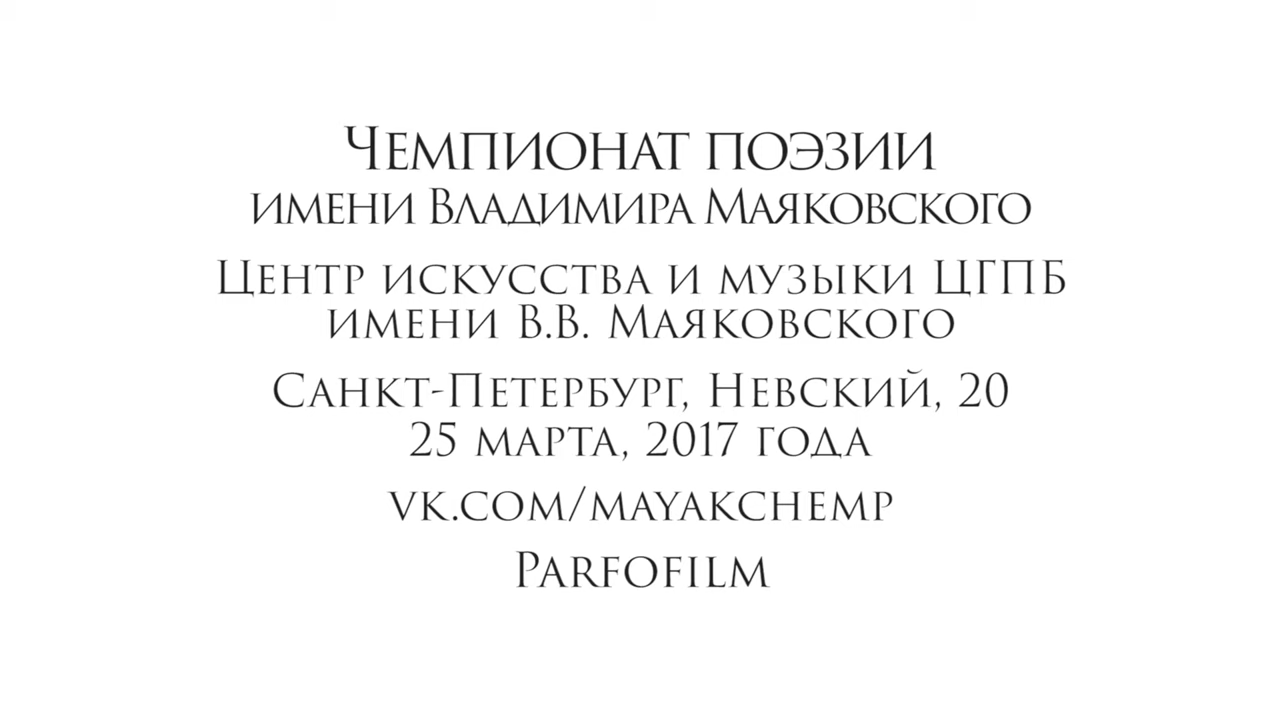 Чемпионат поэзии
имени Владимира Маяковского
Центр искусства и музыки ЦГПБ
имени В.В. Маяковского
Санкт-Петербург, Невский, 20
25 марта, 2017 года
vk.com/mayakchemp
Parfofilm